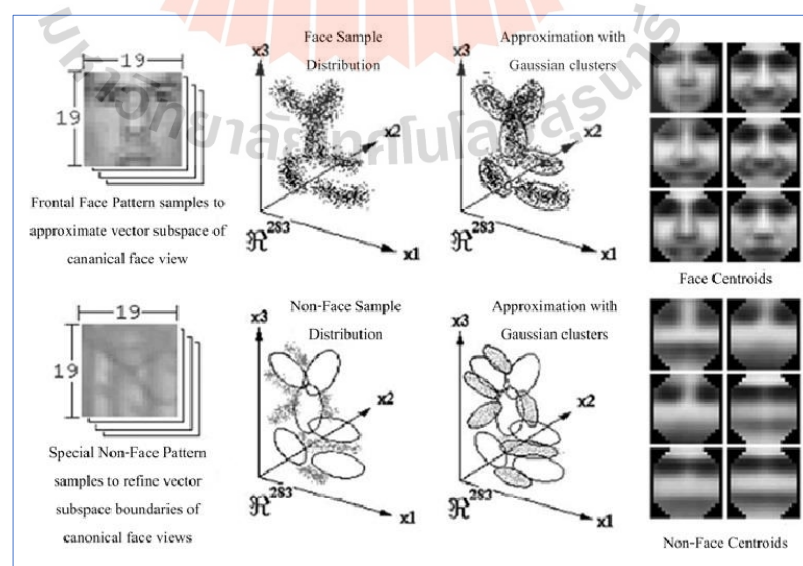 19
19
Frontal Face Pattern samples to
approximate vector subspace of
cananical face view
Face Sample
Distribution
x3
x2
x1
ℜ283
Approximation with
Gaussian clusters
x3
x2
x1
ℜ283
Face Centroids
19
19
Special Non-Face Pattern
samples to refine vector
subspace boundaries of
canonical face views
Non-Face Sample
Distribution
x3
x2
x1
ℜ283
Approximation with
Gaussian clusters
x3
x2
x1
ℜ283
Non-Face Centroids